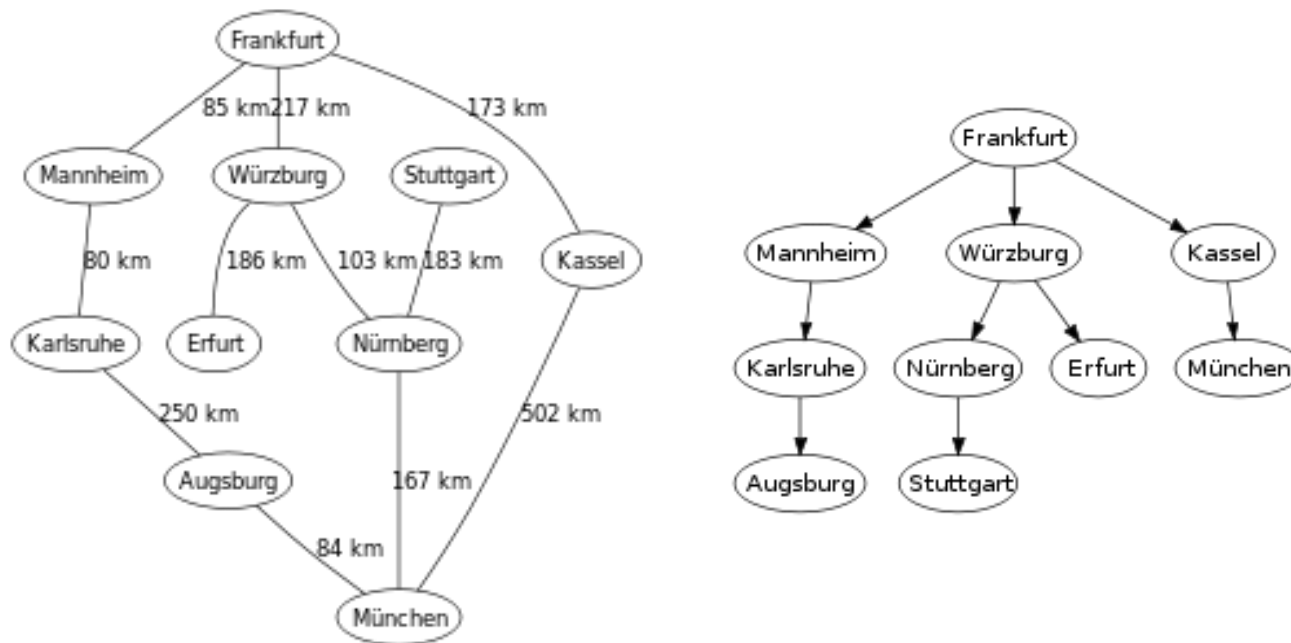 Frankfurt
85 km
217 km
173 km
Mannheim
Würzburg
Stuttgart
80 km
186 km
103 km
183 km
Kassel
Karlsruhe
Erfurt
Nürnberg
250 km
502 km
Augsburg
167 km
84 km
München
Frankfurt
Mannheim
Würzburg
Kassel
Karlsruhe
Nürnberg
Erfurt
München
Augsburg
Stuttgart